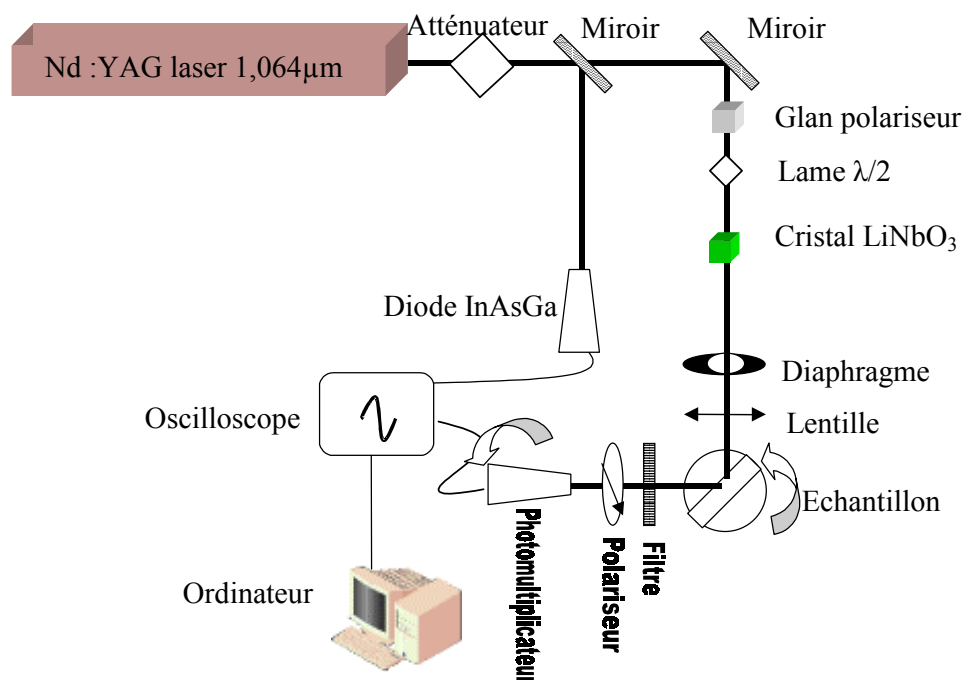 Atténuateur
Miroir
Miroir
Nd :YAG laser 1,064µm
Glan polariseur
Lame λ/2
Cristal LiNbO₃
Diode InAsGa
Diaphragme
Oscilloscope
Lentille
Echantillon
Photomultiplicateur
Polariseur
Filtre
Ordinateur